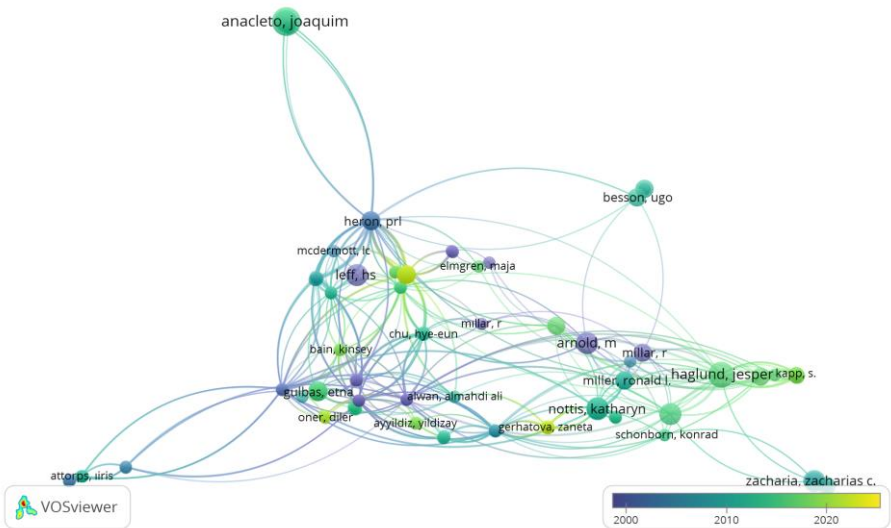 anacleto, joaquim
besson, ugo
heron, prl
mcdermott, lc
elmgren, maja
leff, hs
millar, r
chu, hye-eun
arnold, m
bain, kinsey
millar, r
haglund, jesper
kapp, s.
miller, ronald l.
gulbas, etna
alwan, almahdi ali
nottis, katharyn
oner, diler
ayyildiz, yildizay
gerhatova, zaneta
schonborn, konrad
attorps, iiris
zacharia, zacharias c.
VOSviewer
2000
2010
2020